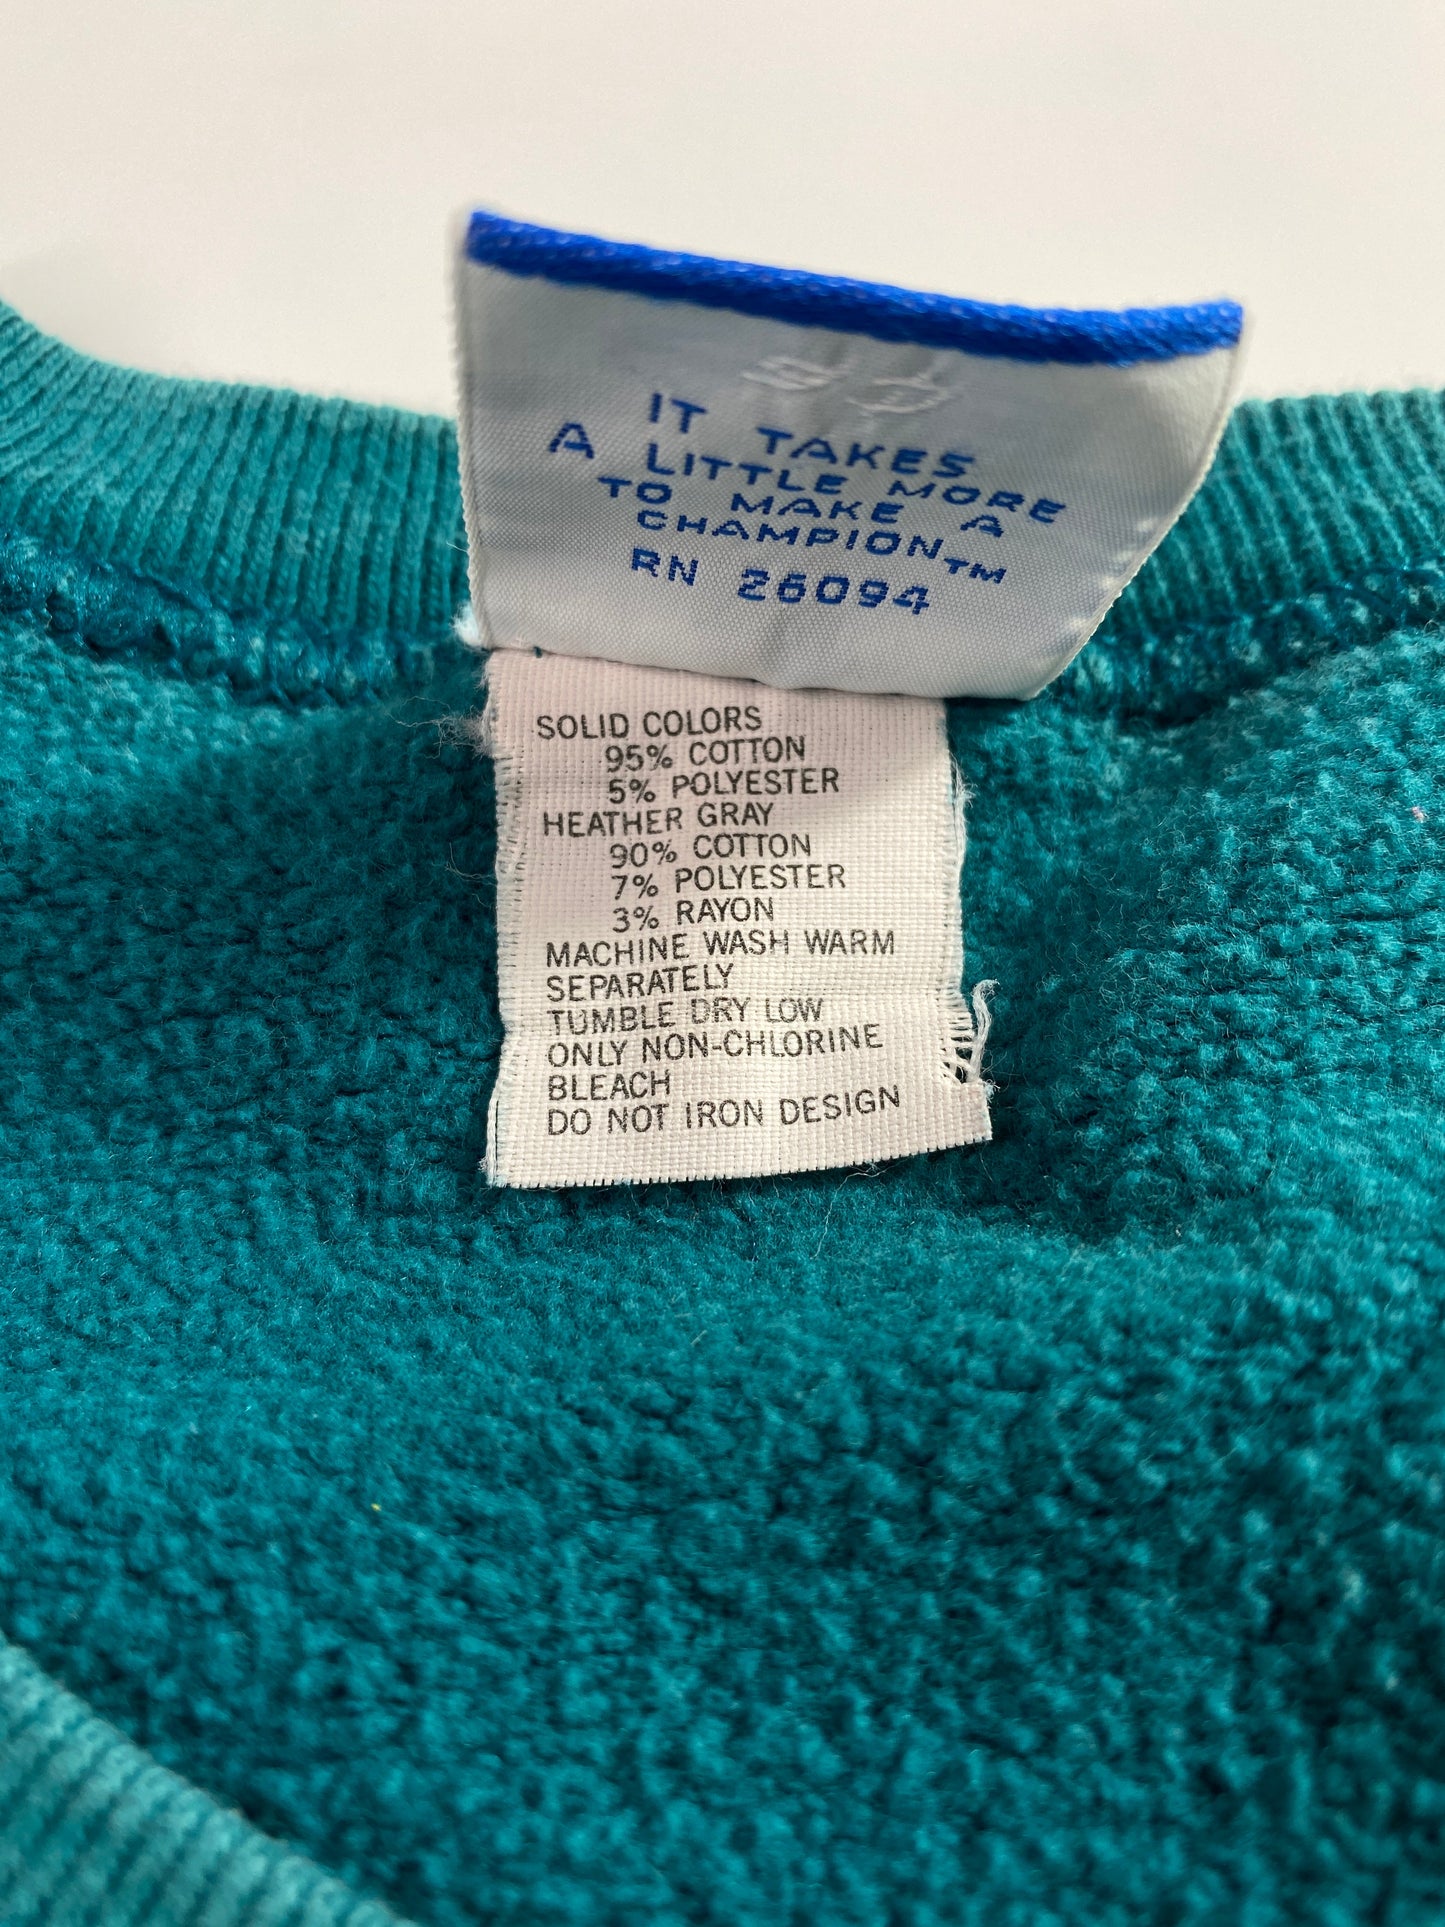 IT TAKES
A LITTLE MORE
TO MAKE A
CHAMPION™
RN 26094
SOLID COLORS
95% COTTON
5% POLYESTER
HEATHER GRAY
90% COTTON
7% POLYESTER
3% RAYON
MACHINE WASH WARM
SEPARATELY
TUMBLE DRY LOW
ONLY NON-CHLORINE
BLEACH
DO NOT IRON DESIGN